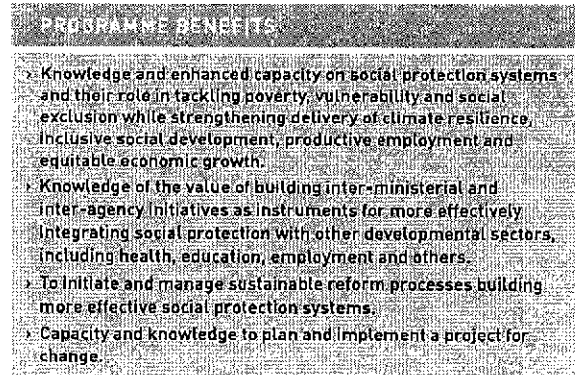 PROGRAMME BENEFITS
› Knowledge and enhanced capacity on social protection systems
and their role in tackling poverty, vulnerability and social
exclusion while strengthening delivery of climate resilience,
inclusive social development, productive employment and
equitable economic growth.
› Knowledge of the value of building inter-ministerial and
inter-agency initiatives as instruments for more effectively
integrating social protection with other developmental sectors,
including health, education, employment and others.
› To initiate and manage sustainable reform processes building
more effective social protection systems.
› Capacity and knowledge to plan and implement a project for
change.